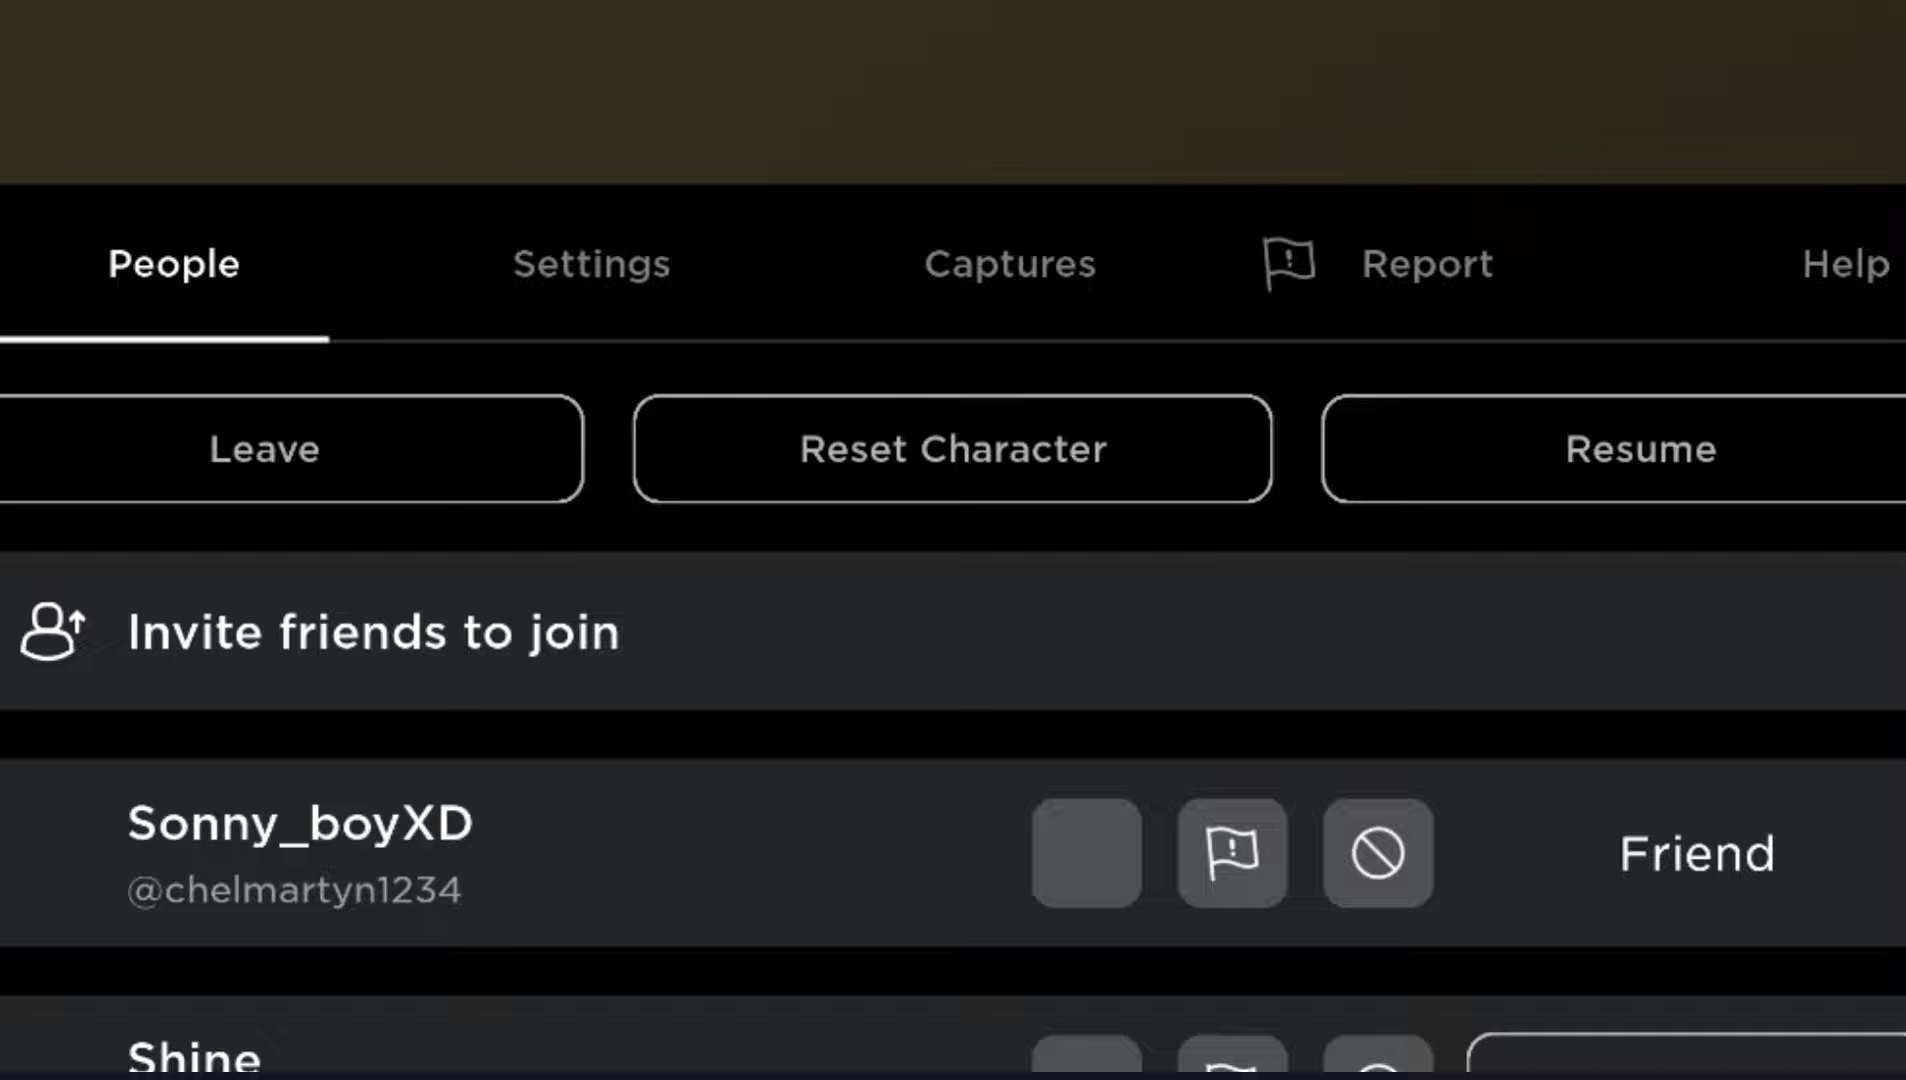 People
Settings
Captures
Report
Help
Leave
Reset Character
Resume
Invite friends to join
Sonny_boyXD
@chelmartyn1234
Friend
Shine